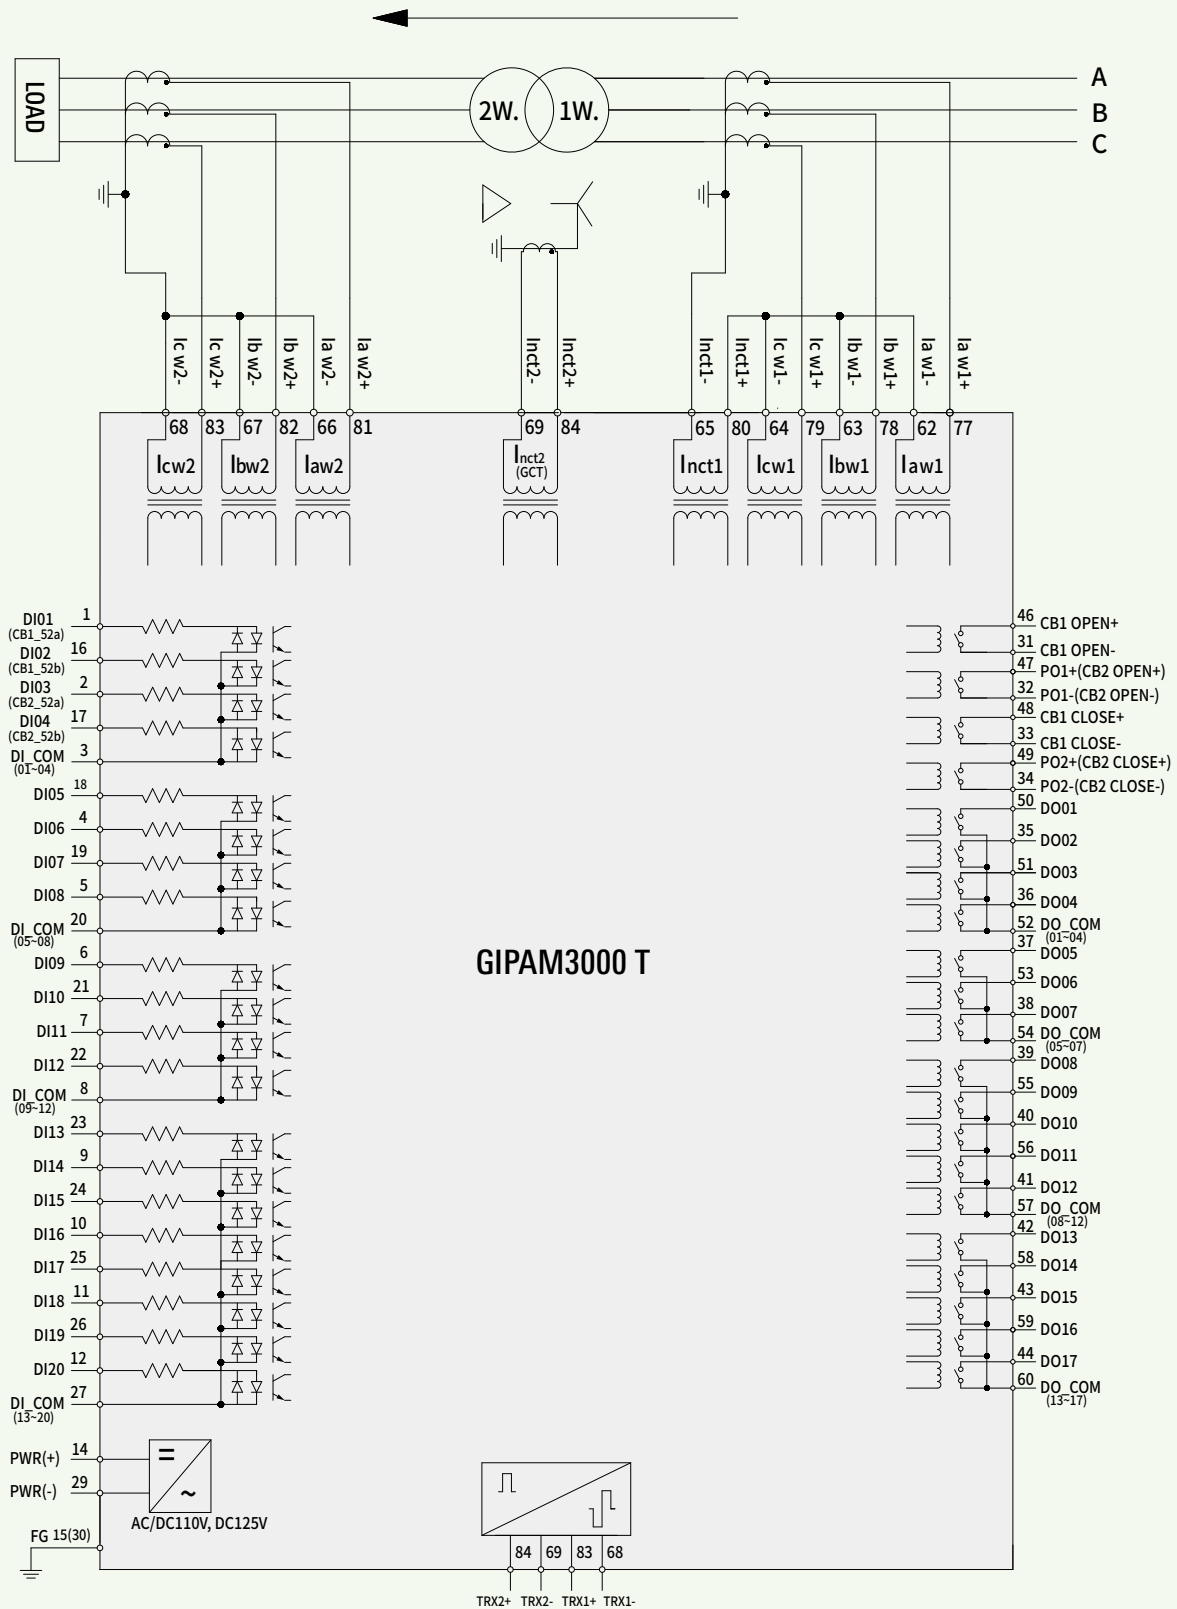 LOAD
2W.
1W.
A
B
C
Ic w2-
Ic w2+
Ib w2-
Ib w2+
Ia w2-
Ia w2+
Inct2-
Inct2+
Inct1-
Inct1+
Ic w1-
Ic w1+
Ib w1-
Ib w1+
Ia w1-
Ia w1+
68 83 67 82 66 81
69 84
65 80 64 79 63 78 62 77
Icw2
Ibw2
Iaw2
Inct2
(GCT)
Inct1
Icw1
Ibw1
Iaw1
DI01 1
(CB1_52a)
DI02 16
(CB1_52b)
DI03 2
(CB2_52a)
DI04 17
(CB2_52b)
DI_COM 3
(01~04)
DI05 18
DI06 4
DI07 19
DI08 5
DI_COM 20
(05~08)
DI09 6
DI10 21
DI11 7
DI12 22
DI_COM 8
(09~12)
DI13 23
DI14 9
DI15 24
DI16 10
DI17 25
DI18 11
DI19 26
DI20 12
DI_COM 27
(13~20)
PWR(+) 14
PWR(-) 29
AC/DC110V, DC125V
FG 15(30)
GIPAM3000 T
46 CB1 OPEN+
31 CB1 OPEN-
47 PO1+(CB2 OPEN+)
32 PO1-(CB2 OPEN-)
48 CB1 CLOSE+
33 CB1 CLOSE-
49 PO2+(CB2 CLOSE+)
34 PO2-(CB2 CLOSE-)
50 DO01
35 DO02
51 DO03
36 DO04
52 DO_COM
(01~04)
37 DO05
53 DO06
38 DO07
54 DO_COM
(05~07)
39 DO08
55 DO09
40 DO10
56 DO11
41 DO12
57 DO_COM
(08~12)
42 DO13
58 DO14
43 DO15
59 DO16
44 DO17
60 DO_COM
(13~17)
84 69 83 68
TRX2+ TRX2- TRX1+ TRX1-